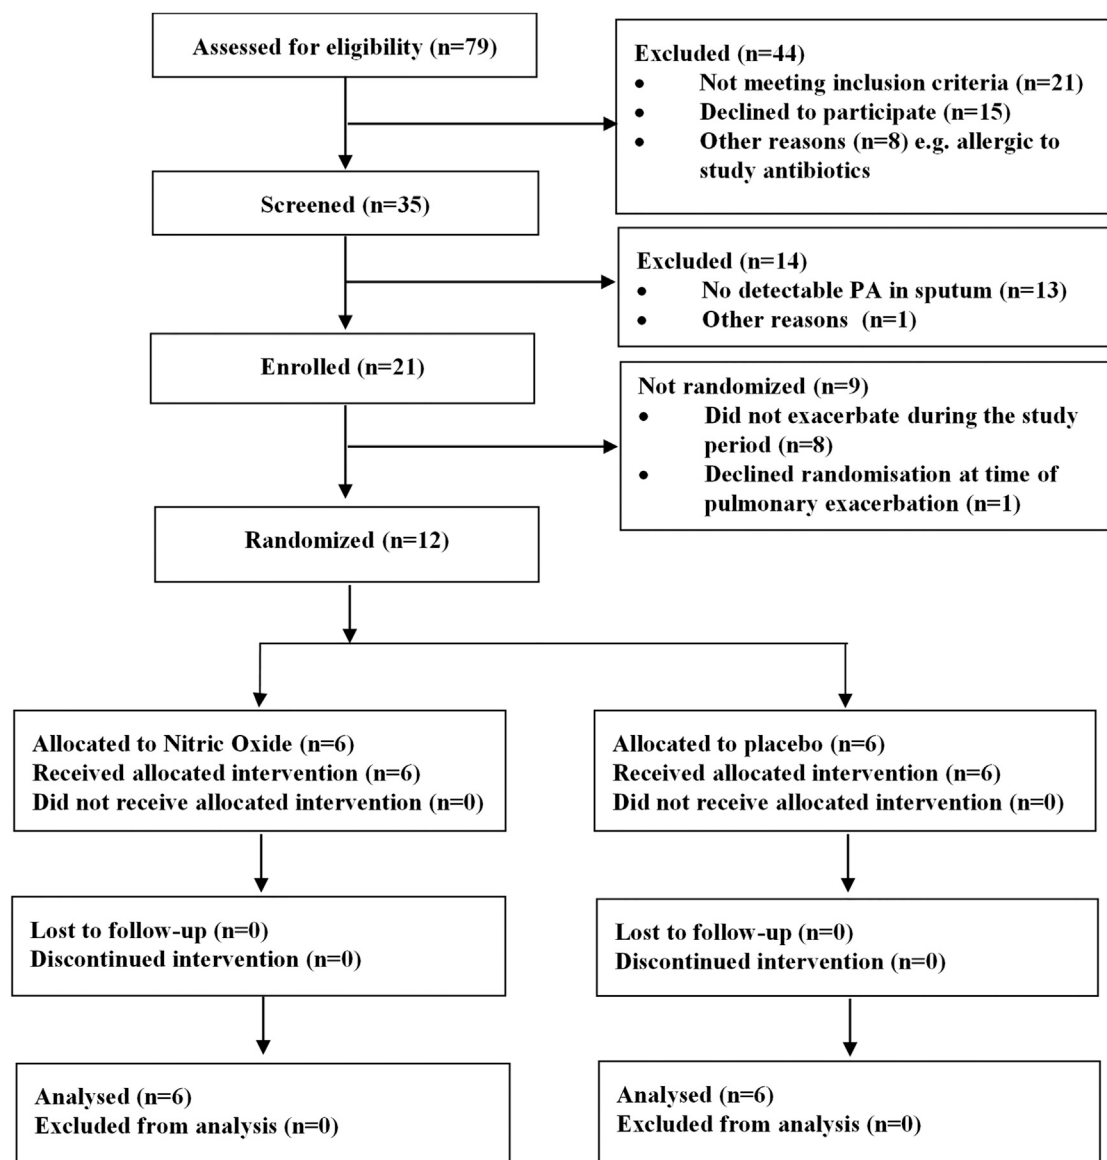 Assessed for eligibility (n=79)
Excluded (n=44)
• Not meeting inclusion criteria (n=21)
• Declined to participate (n=15)
• Other reasons (n=8) e.g. allergic to
study antibiotics
Screened (n=35)
Excluded (n=14)
• No detectable PA in sputum (n=13)
• Other reasons (n=1)
Enrolled (n=21)
Not randomized (n=9)
• Did not exacerbate during the study
period (n=8)
• Declined randomisation at time of
pulmonary exacerbation (n=1)
Randomized (n=12)
Allocated to Nitric Oxide (n=6)
Received allocated intervention (n=6)
Did not receive allocated intervention (n=0)
Allocated to placebo (n=6)
Received allocated intervention (n=6)
Did not receive allocated intervention (n=0)
Lost to follow-up (n=0)
Discontinued intervention (n=0)
Lost to follow-up (n=0)
Discontinued intervention (n=0)
Analysed (n=6)
Excluded from analysis (n=0)
Analysed (n=6)
Excluded from analysis (n=0)